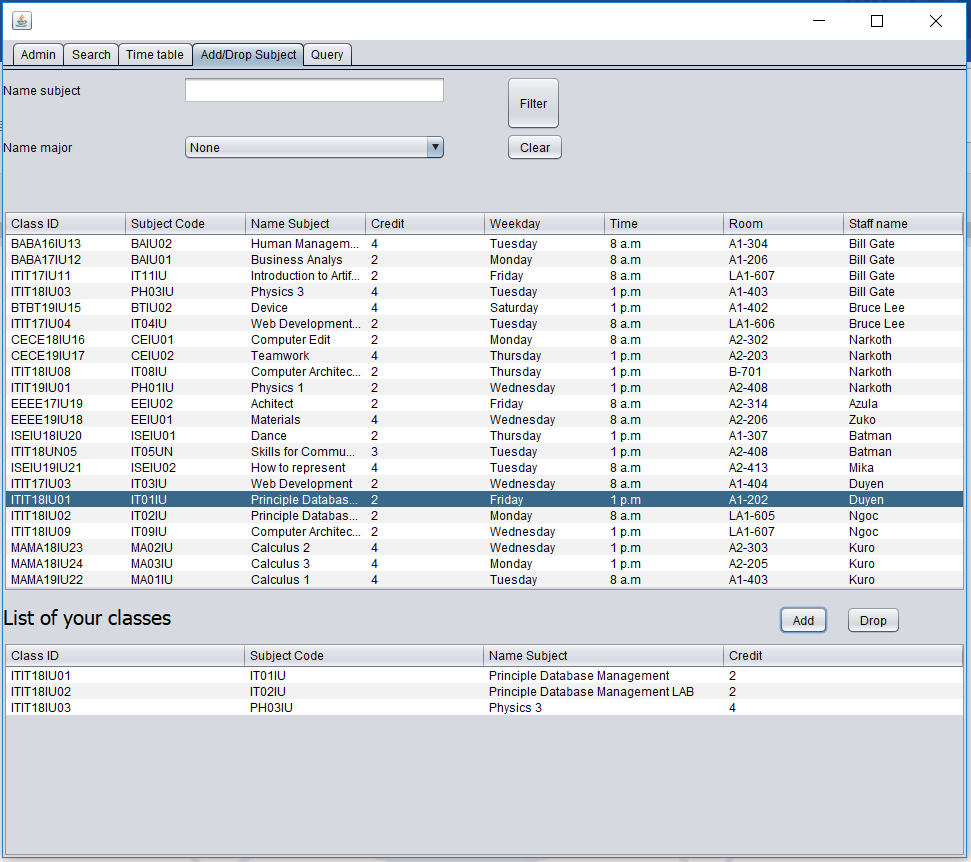 Admin Search Time table Add/Drop Subject Query
Name subject Filter
Name major None Clear
Class ID Subject Code Name Subject Credit Weekday Time Room Staff name
BABA16IU13 BAIU02 Human Managem... 4 Tuesday 8 a.m A1-304 Bill Gate
BABA17IU12 BAIU01 Business Analys 2 Monday 8 a.m A1-206 Bill Gate
ITIT17IU11 IT11IU Introduction to Artif... 2 Friday 8 a.m LA1-607 Bill Gate
ITIT18IU03 PH03IU Physics 3 4 Tuesday 1 p.m A1-403 Bill Gate
BTBT19IU15 BTIU02 Device 4 Saturday 1 p.m A1-402 Bruce Lee
ITIT17IU04 IT04IU Web Development... 2 Tuesday 8 a.m LA1-606 Bruce Lee
CECE18IU16 CEIU01 Computer Edit 2 Monday 8 a.m A2-302 Narkoth
CECE19IU17 CEIU02 Teamwork 4 Thursday 1 p.m A2-203 Narkoth
ITIT18IU08 IT08IU Computer Architec... 2 Thursday 1 p.m B-701 Narkoth
ITIT19IU01 PH01IU Physics 1 2 Wednesday 1 p.m A2-408 Narkoth
EEEE17IU19 EEIU02 Achitect 2 Friday 8 a.m A2-314 Azula
EEEE19IU18 EEIU01 Materials 4 Wednesday 8 a.m A2-206 Zuko
ISEIU18IU20 ISEIU01 Dance 2 Thursday 1 p.m A1-307 Batman
ITIT18UN05 IT05UN Skills for Commu... 3 Tuesday 1 p.m A2-408 Batman
ISEIU19IU21 ISEIU02 How to represent 4 Tuesday 8 a.m A2-413 Mika
ITIT17IU03 IT03IU Web Development 2 Wednesday 8 a.m A1-404 Duyen
ITIT18IU01 IT01IU Principle Databas... 2 Friday 1 p.m A1-202 Duyen
ITIT18IU02 IT02IU Principle Databas... 2 Monday 8 a.m LA1-605 Ngoc
ITIT18IU09 IT09IU Computer Architec... 2 Wednesday 1 p.m LA1-607 Ngoc
MAMA18IU23 MA02IU Calculus 2 4 Wednesday 8 a.m A2-303 Kuro
MAMA18IU24 MA03IU Calculus 3 4 Monday 1 p.m A2-205 Kuro
MAMA19IU22 MA01IU Calculus 1 4 Tuesday 8 a.m A1-403 Kuro
List of your classes Add Drop
Class ID Subject Code Name Subject Credit
ITIT18IU01 IT01IU Principle Database Management 2
ITIT18IU02 IT02IU Principle Database Management LAB 2
ITIT18IU03 PH03IU Physics 3 4